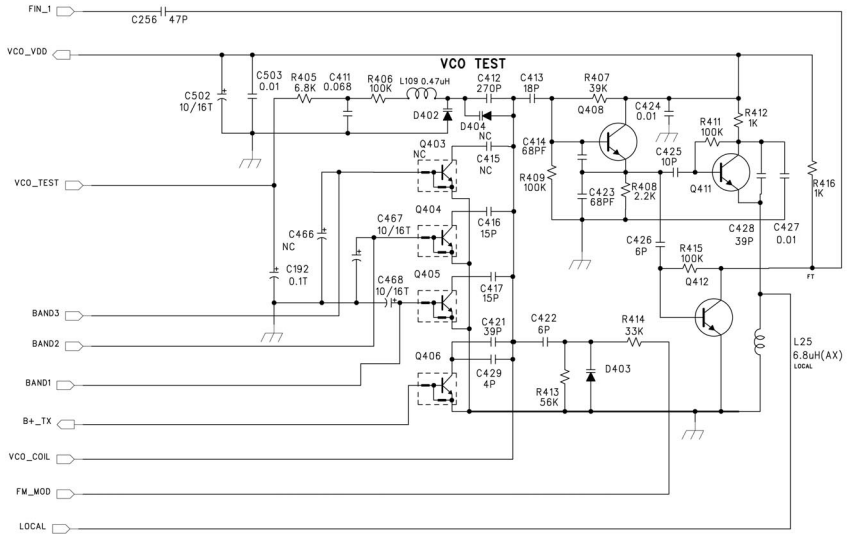 FIN_1
C256 47P
VCO_VDD
VCO TEST
C502
10/16T
C503
0.01
R405
6.8K
C411
0.068
R406
100K
L109 0.47uH
C412
270P
C413
18P
R407
39K
Q408
C424
0.01
R412
1K
R411
100K
D402
D404
NC
Q403
NC
C415
NC
C414
68PF
C425
10P
Q411
R416
1K
VCO_TEST
R409
100K
C423
68PF
R408
2.2K
C466
NC
C467
10/16T
Q404
C416
15P
C426
6P
C428
39P
C427
0.01
R415
100K
Q412
FT
C192
0.1T
C468
10/16T
Q405
C417
15P
BAND3
C421
39P
C422
6P
R414
33K
BAND2
Q406
C429
4P
D403
L25
6.8uH(AX)
LOCAL
BAND1
R413
56K
B+_TX
VCO_COIL
FM_MOD
LOCAL